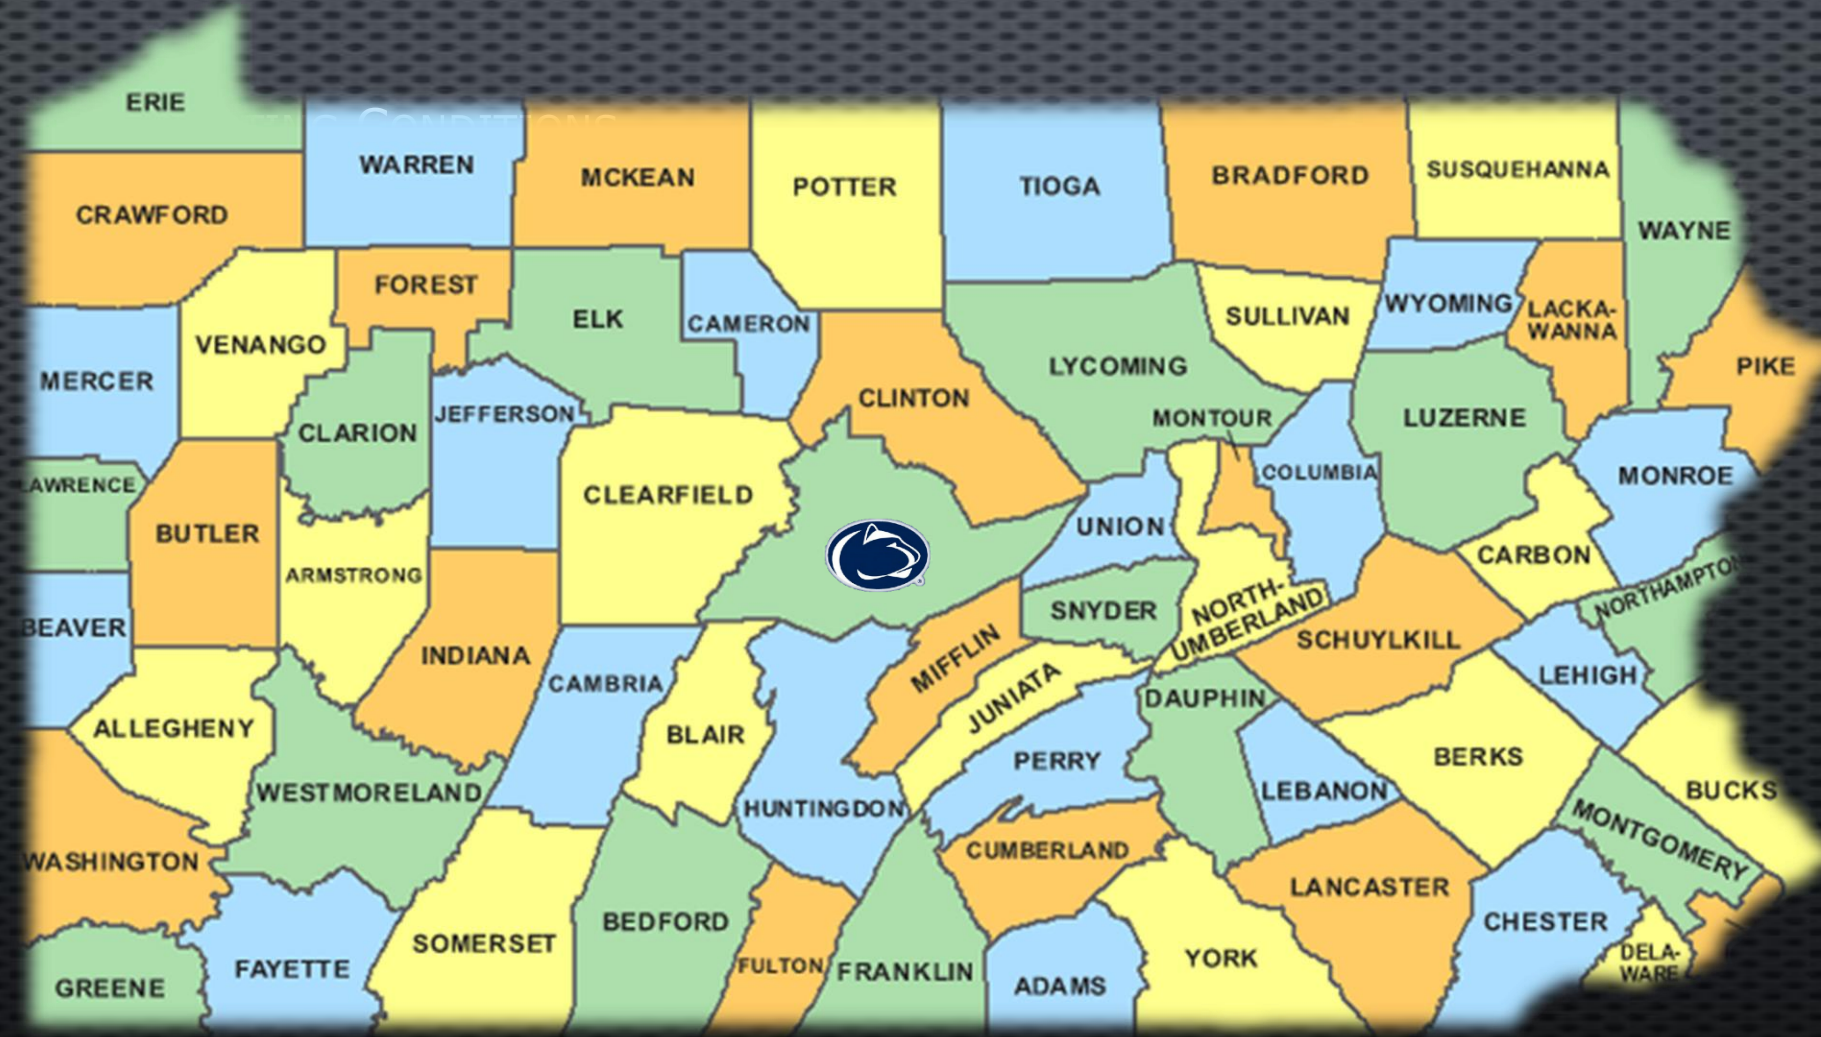 ERIE
CONDITIONS
WARREN
MCKEAN
POTTER
TIOGA
BRADFORD
SUSQUEHANNA
CRAWFORD
WAYNE
FOREST
ELK
CAMERON
SULLIVAN
WYOMING
LACKA-
WANNA
VENANGO
MERCER
LYCOMING
PIKE
CLINTON
JEFFERSON
CLARION
MONTOUR
LUZERNE
COLUMBIA
MONROE
LAWRENCE
CLEARFIELD
BUTLER
UNION
CARBON
ARMSTRONG
NORTHAMPTON
BEAVER
SNYDER
NORTH-
UMBERLAND
SCHUYLKILL
INDIANA
MIFFLIN
CAMBRIA
LEHIGH
JUNIATA
DAUPHIN
ALLEGHENY
BLAIR
PERRY
BERKS
WESTMORELAND
HUNTINGDON
LEBANON
BUCKS
MONTGOMERY
WASHINGTON
CUMBERLAND
LANCASTER
BEDFORD
CHESTER
SOMERSET
FAYETTE
FULTON
FRANKLIN
YORK
DELA-
WARE
GREENE
ADAMS